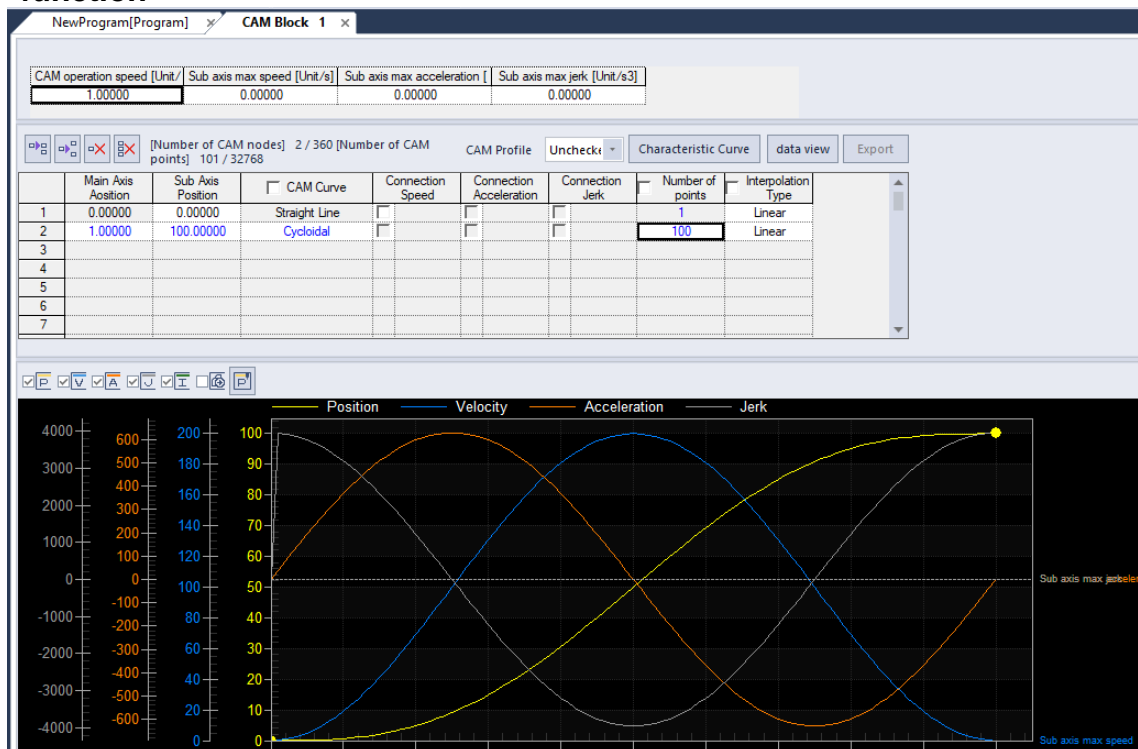 NewProgram[Program] × CAM Block 1 ×
CAM operation speed [Unit/ Sub axis max speed [Unit/s] Sub axis max acceleration [ Sub axis max jerk [Unit/s3]
1.00000 0.00000 0.00000 0.00000
[Number of CAM nodes] 2 / 360 [Number of CAM
points] 101 / 32768
CAM Profile Unchecke Characteristic Curve data view Export
Main Axis Aosition Sub Axis Position CAM Curve Connection Speed Connection Acceleration Connection Jerk Number of points Interpolation Type
1 0.00000 0.00000 Straight Line 1 Linear
2 1.00000 100.00000 Cycloidal 100 Linear
3
4
5
6
7
P V A J I P
Position Velocity Acceleration Jerk
4000 600 200 100
3000 500 180 90
400 160 80
2000 300 140 70
1000 200 120 60
100
0 0 100 50
-100
-1000 -200 80 40
-2000 -300 60 30
-400
-3000 -500 40 20
-600 20 10
-4000
0 0
Sub axis max
Sub axis max speed